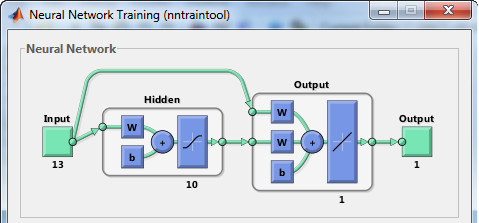 Neural Network Training (nntraintool)
Neural Network
Hidden
Output
Input
Output
W
W
W
b
+
b
+
13
10
1
1